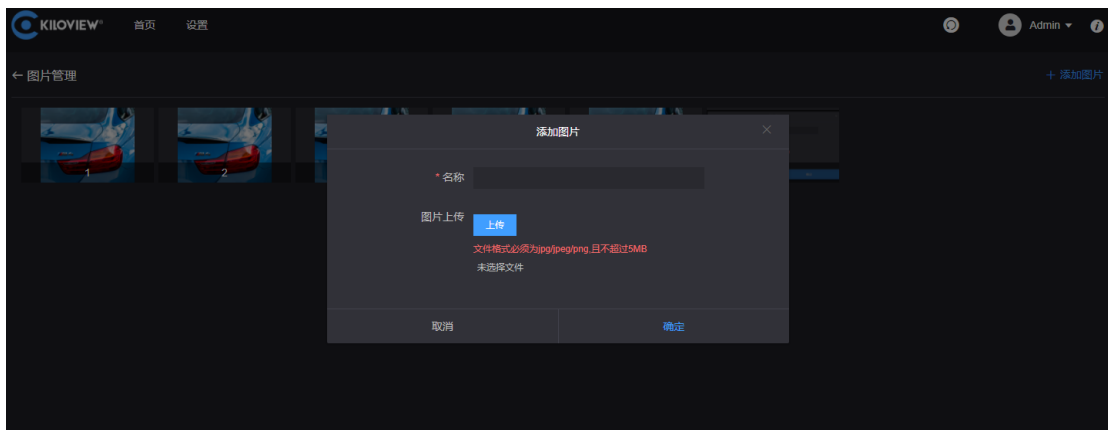 KILOVIEW® 首页 设置 Admin
← 图片管理 + 添加图片
添加图片 ×
* 名称
图片上传 上传
文件格式必须为jpg/jpeg/png,且不超过5MB
未选择文件
1 2
取消 确定